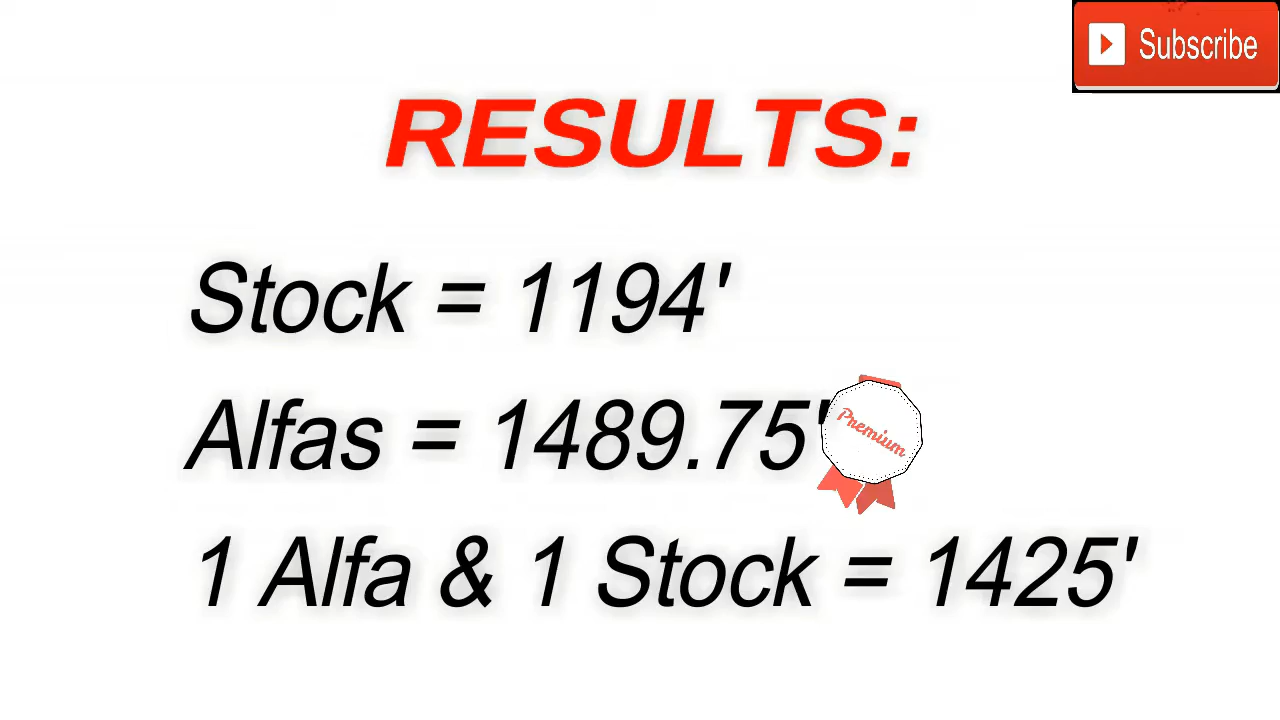 Subscribe
RESULTS:
Stock = 1194'
Alfas = 1489.75'
Premium
1 Alfa & 1 Stock = 1425'